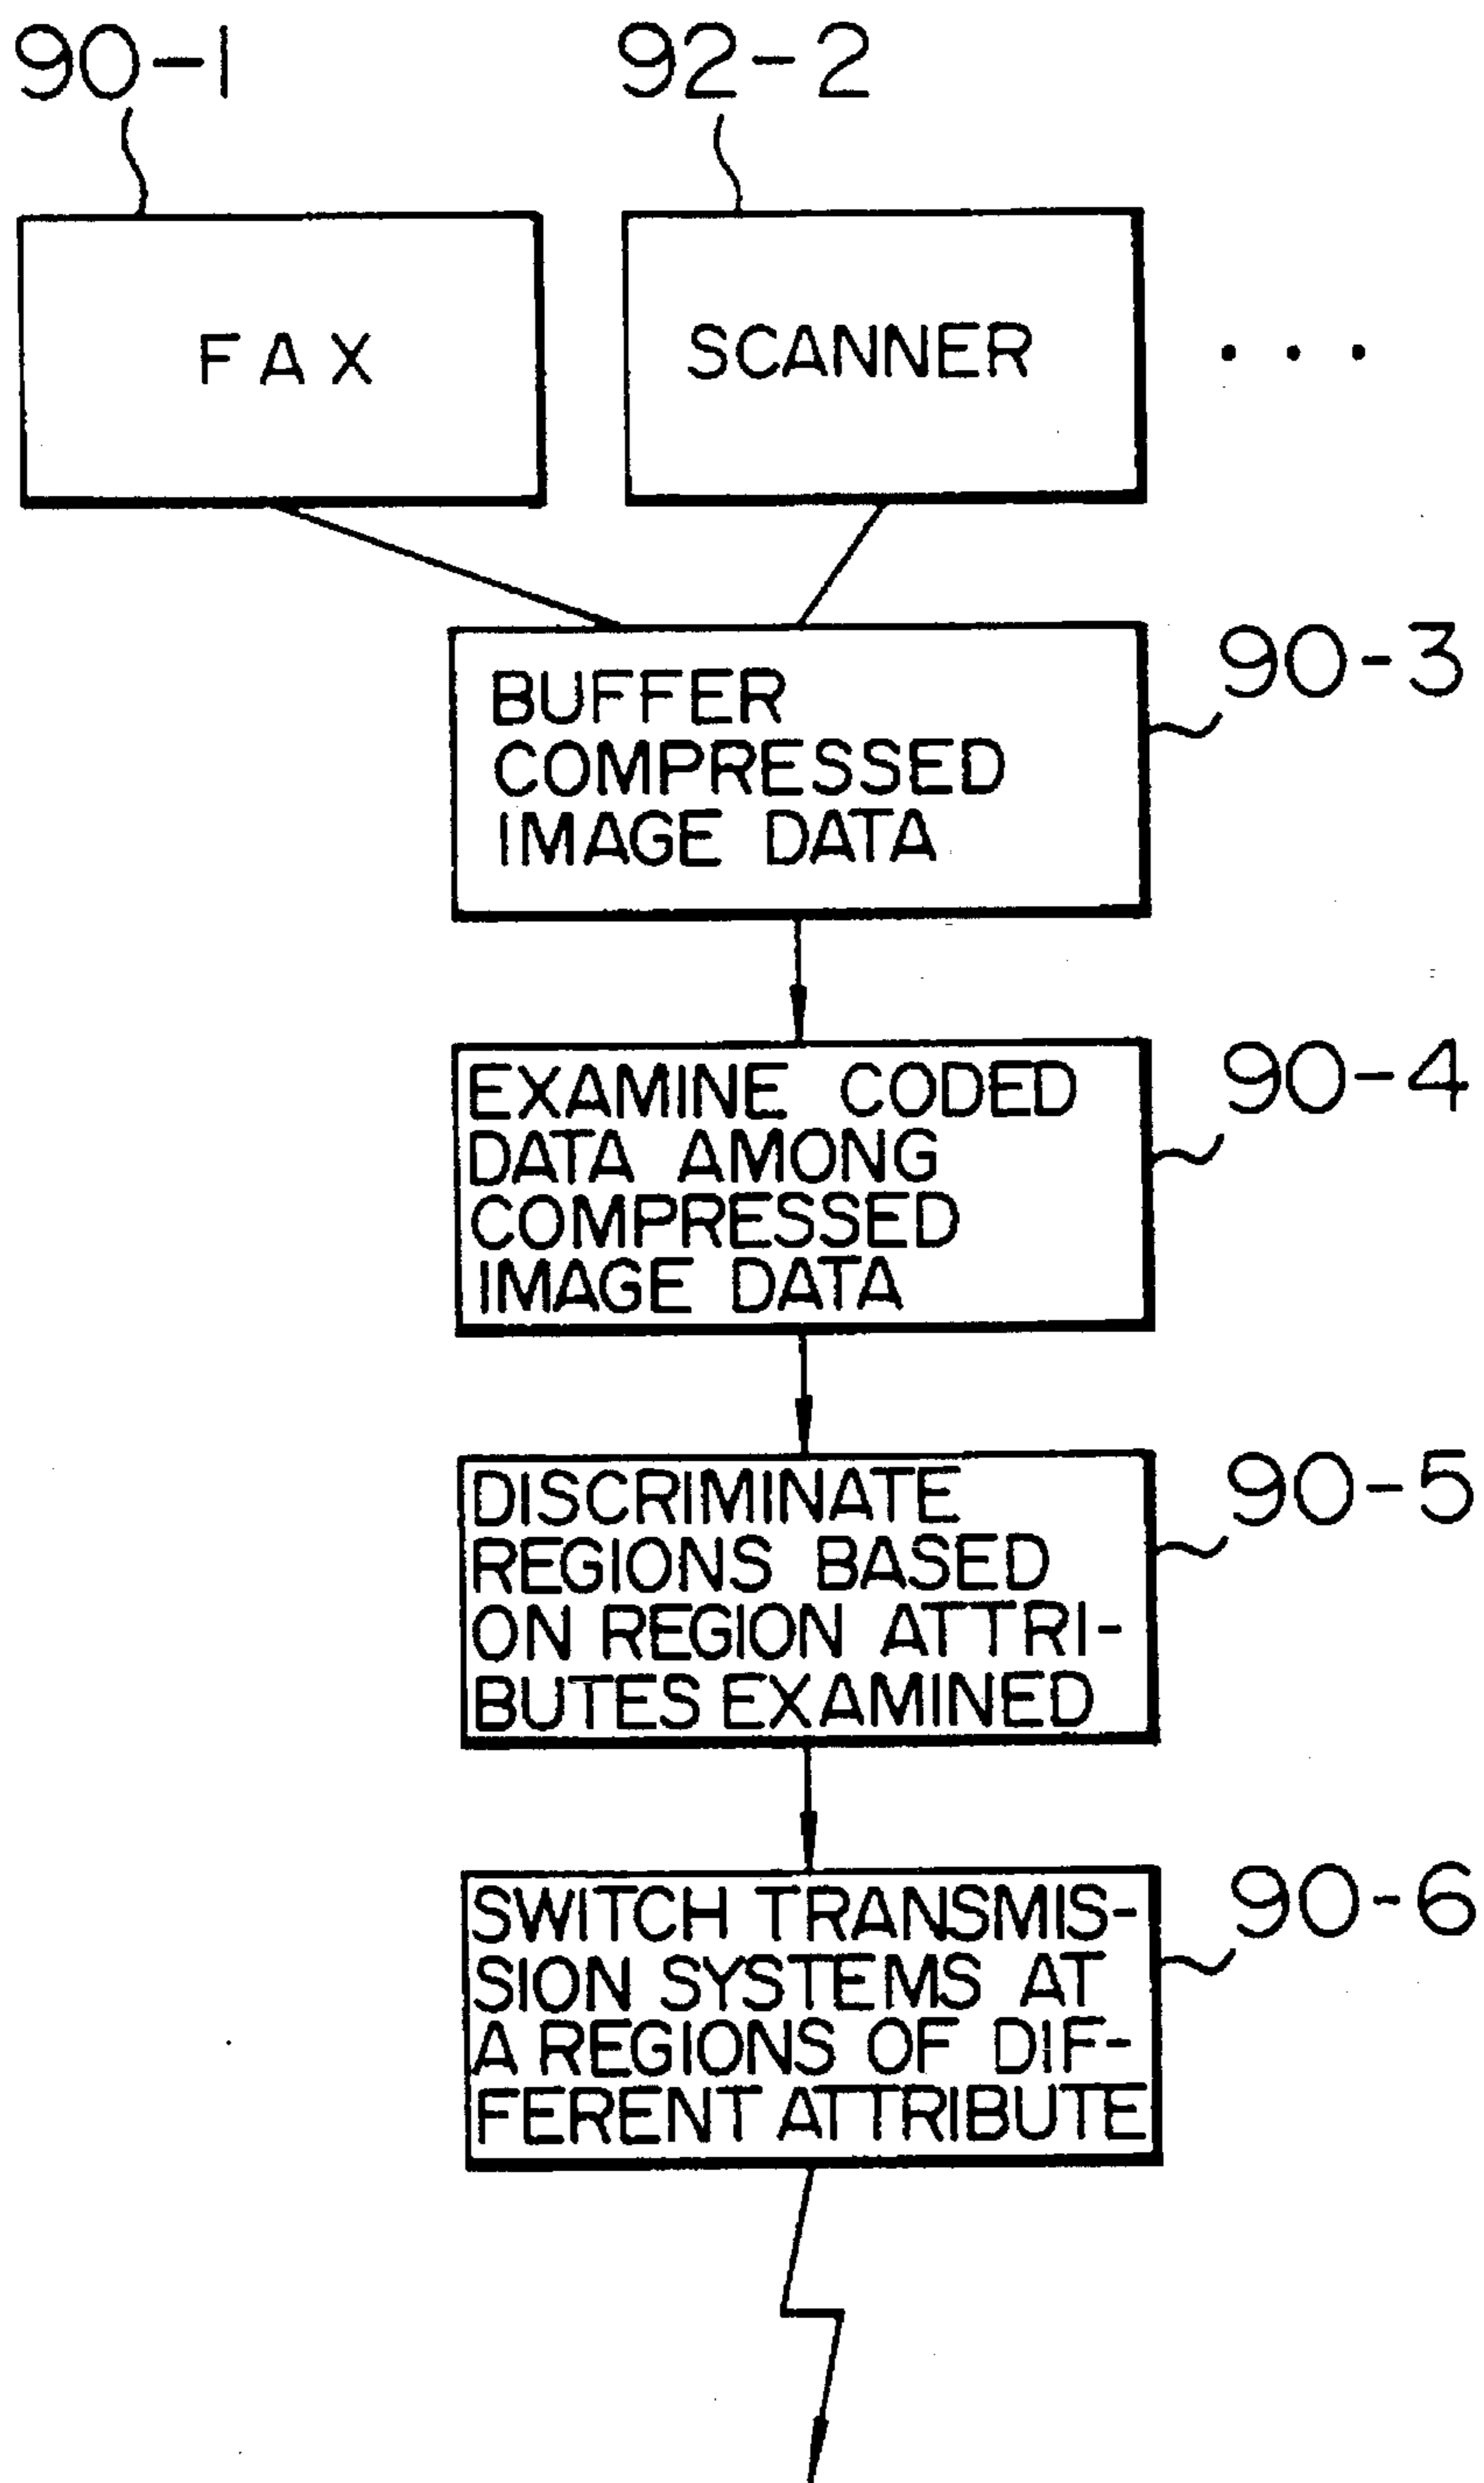 90-1
92-2
FAX
SCANNER
...
90-3
BUFFER
COMPRESSED
IMAGE DATA
90-4
EXAMINE CODED
DATA AMONG
COMPRESSED
IMAGE DATA
90-5
DISCRIMINATE
REGIONS BASED
ON REGION ATTRI-
BUTES EXAMINED
90-6
SWITCH TRANSMIS-
SION SYSTEMS AT
A REGIONS OF DIF-
FERENT ATTRIBUTE